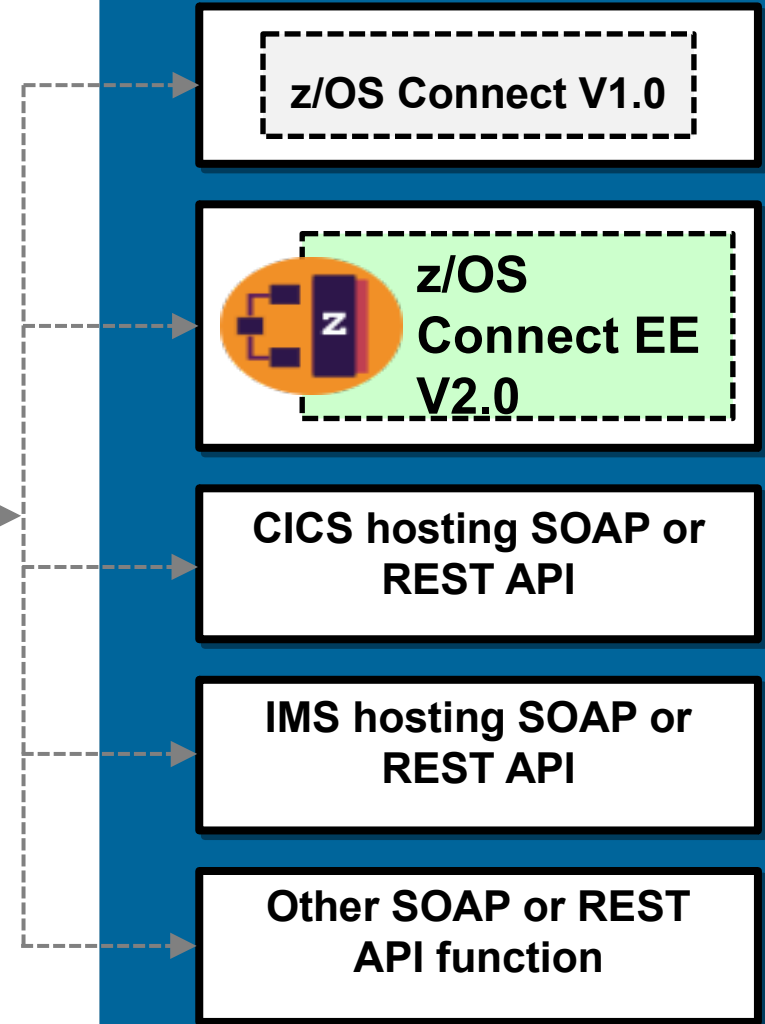 z/OS Connect V1.0
z/OS
Connect EE
V2.0
z
CICS hosting SOAP or
REST API
IMS hosting SOAP or
REST API
Other SOAP or REST
API function